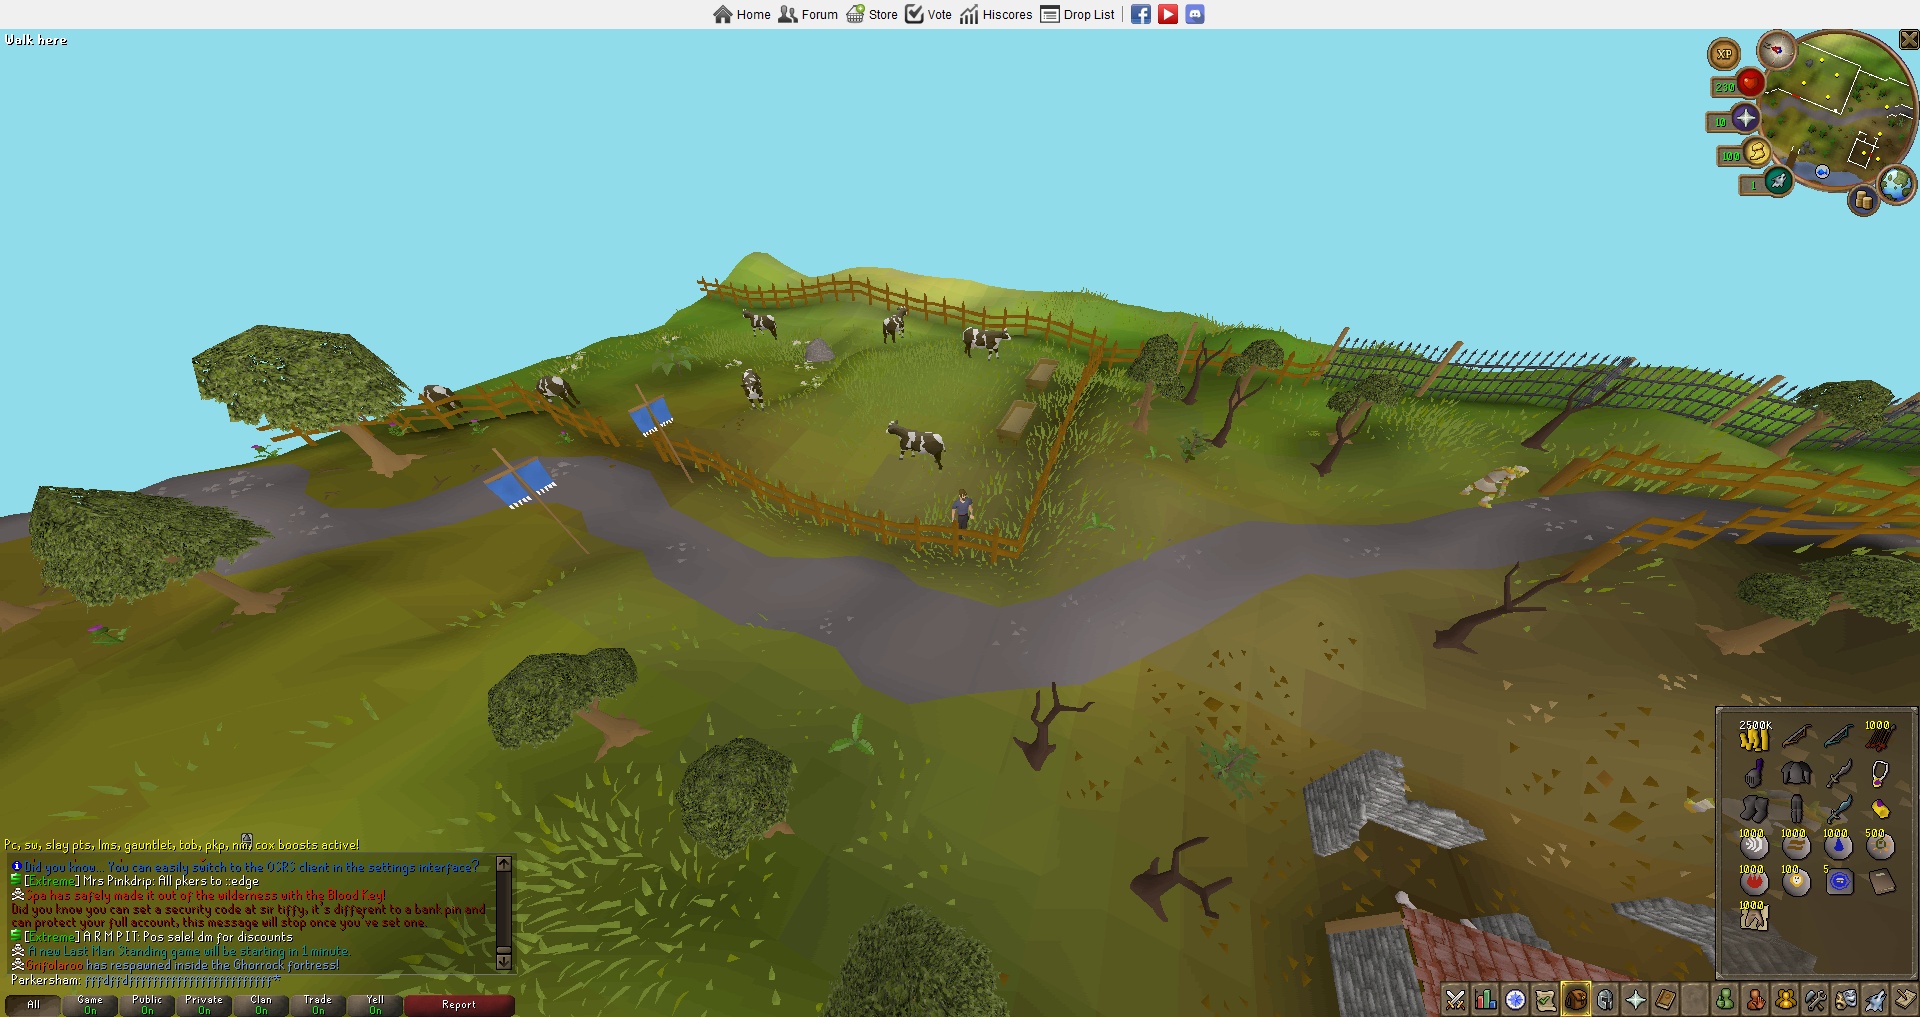 Home Forum Store Vote Hiscores Drop List
Walk here
XP
230
10
100
1
2500K
1000
1000 1000 1000 500
1000 100 5
1000
Pc, sw, slay pts, lms, gauntlet, tob, pkp, nm, cox boosts active!
Did you know... You can easily switch to the OSRS client in the settings interface?
[Extreme] Mrs Pinkdrip: All pkers to ::edge
Spa has safely made it out of the wilderness with the Blood Key!
Did you know you can set a security code at sir tiffy, it's different to a bank pin and
can protect your full account, this message will stop once you've set one.
[Extreme] A R M P I T: Pos sale! dm for discounts
A new Last Man Standing game will be starting in 1 minute.
Grifolaroo has respawned inside the Ghorrock fortress!
Parkersham:
All Game Public Private Clan Trade Yell Report
On On On On On On